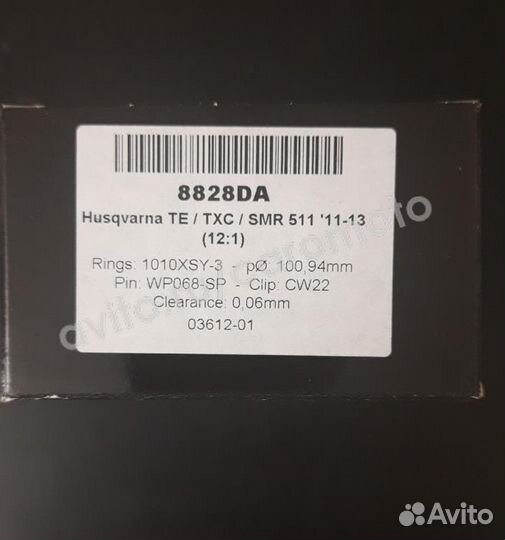 8828DA
Husqvarna TE / TXC / SMR 511 '11-13
(12:1)
Rings: 1010XSY-3 - pØ. 100,94mm
Pin: WP068-SP - Clip: CW22
Clearance: 0,06mm
03612-01
Avito